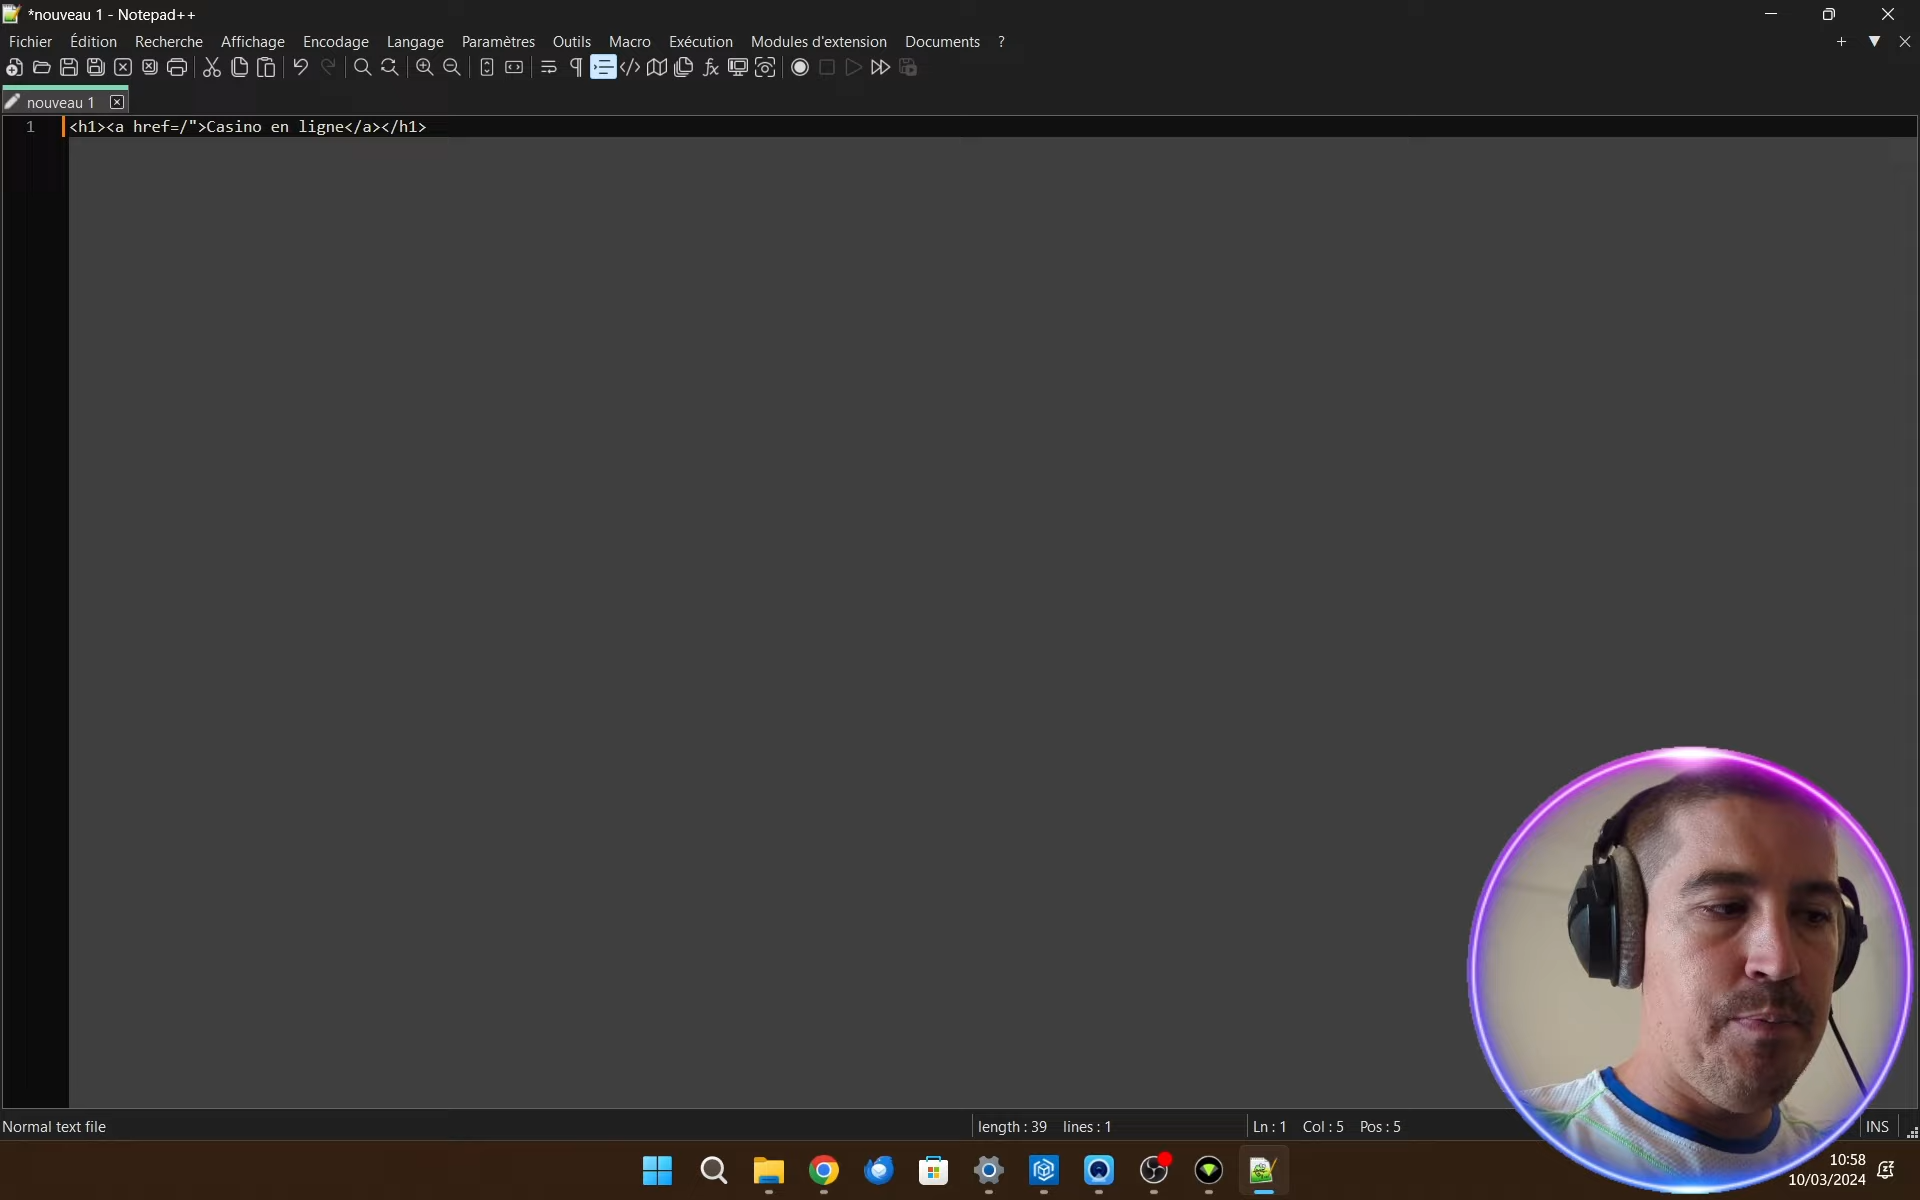 *nouveau 1 - Notepad++
Fichier Édition Recherche Affichage Encodage Langage Paramètres Outils Macro Exécution Modules d'extension Documents ?
nouveau 1
1 <h1><a href=/">Casino en ligne</a></h1>
Normal text file length : 39 lines : 1 Ln : 1 Col : 5 Pos : 5 INS
10:58
10/03/2024